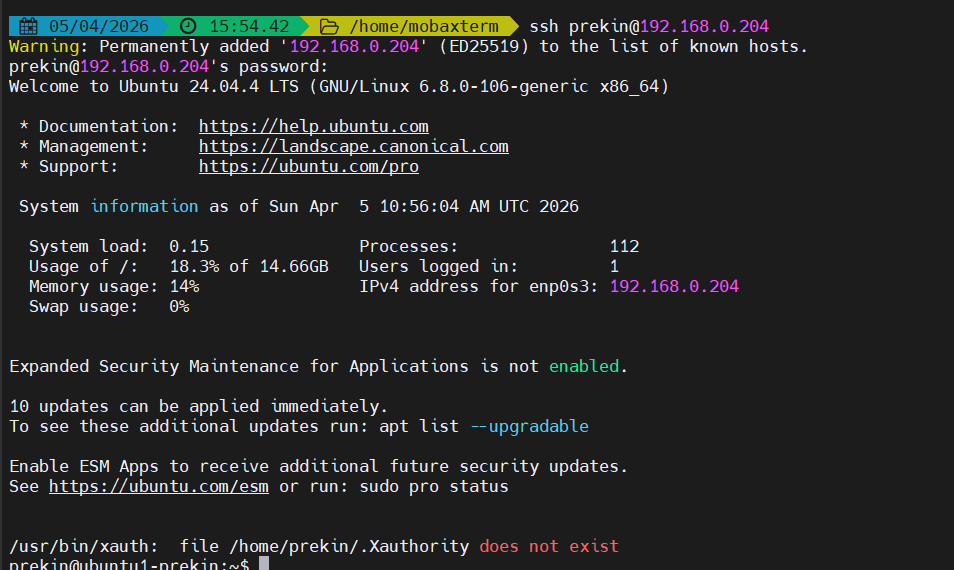 05/04/2026 15:54.42 /home/mobaxterm ssh prekin@192.168.0.204
Warning: Permanently added '192.168.0.204' (ED25519) to the list of known hosts.
prekin@192.168.0.204's password:
Welcome to Ubuntu 24.04.4 LTS (GNU/Linux 6.8.0-106-generic x86_64)
* Documentation:  https://help.ubuntu.com
* Management:     https://landscape.canonical.com
* Support:        https://ubuntu.com/pro
System information as of Sun Apr  5 10:56:04 AM UTC 2026
System load:  0.15               Processes:               112
Usage of /:   18.3% of 14.66GB   Users logged in:         1
Memory usage: 14%                IPv4 address for enp0s3: 192.168.0.204
Swap usage:   0%
Expanded Security Maintenance for Applications is not enabled.
10 updates can be applied immediately.
To see these additional updates run: apt list --upgradable
Enable ESM Apps to receive additional future security updates.
See https://ubuntu.com/esm or run: sudo pro status
/usr/bin/xauth:  file /home/prekin/.Xauthority does not exist
prekin@ubuntu1-prekin:~$